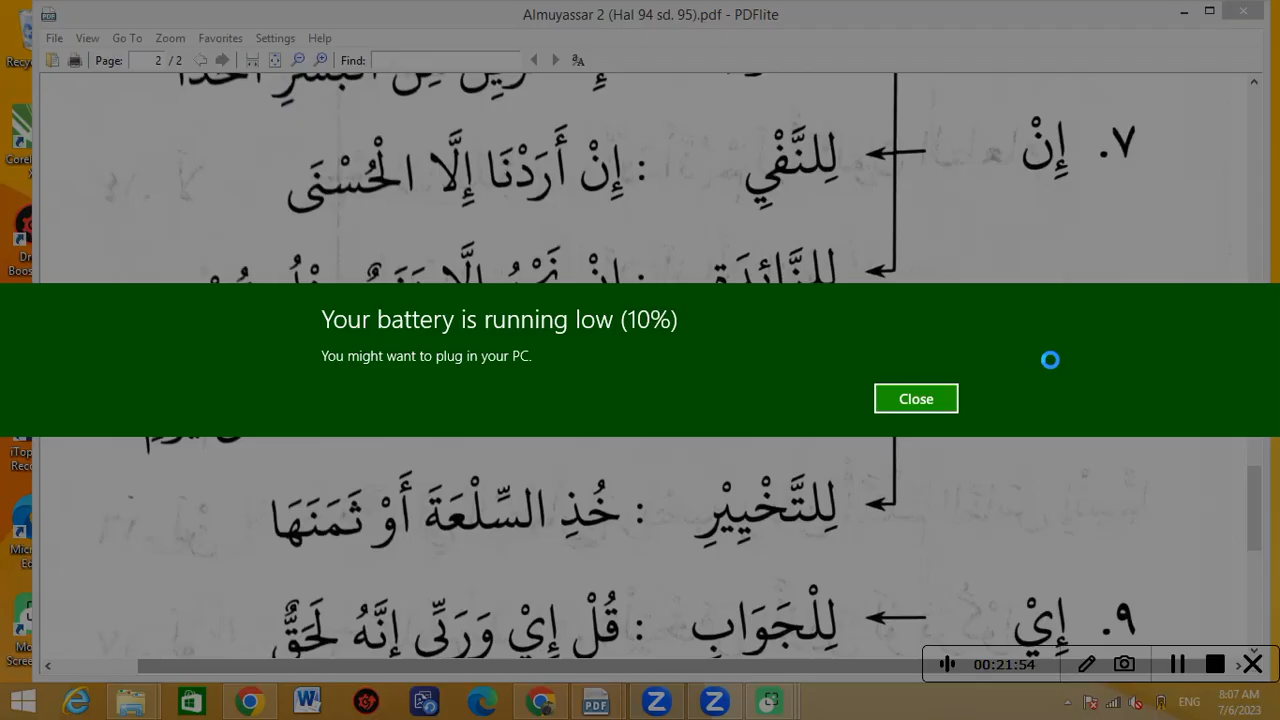 Almuyassar 2 (Hal 94 sd. 95).pdf - PDFlite
File View Go To Zoom Favorites Settings Help
Page: 2 / 2 Find:
٧. إِنْ لِلنَّفْيِ : إِنْ أَرَدْنَا إِلَّا الْحُسْنَى
لِلزَّائِدَةِ
Your battery is running low (10%)
You might want to plug in your PC.
Close
لِلتَّخْيِيْرِ : خُذِ السِّلْعَةَ أَوْ ثَمَنَهَا
٩. إِيْ لِلْجَوَابِ : قُلْ إِيْ وَرَبِّى إِنَّهُ لَحَقٌّ
00:21:54
ENG
8:07 AM
7/6/2023